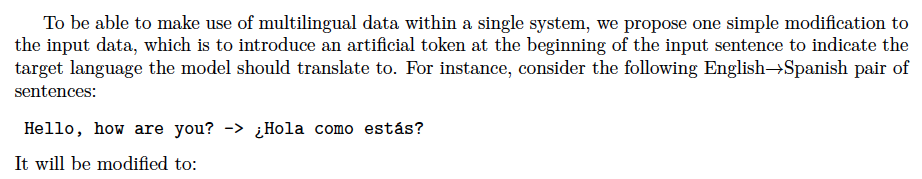 To be able to make use of multilingual data within a single system, we propose one simple modification to
the input data, which is to introduce an artificial token at the beginning of the input sentence to indicate the
target language the model should translate to. For instance, consider the following English→Spanish pair of
sentences:
Hello, how are you? -> ¿Hola como estás?
It will be modified to: